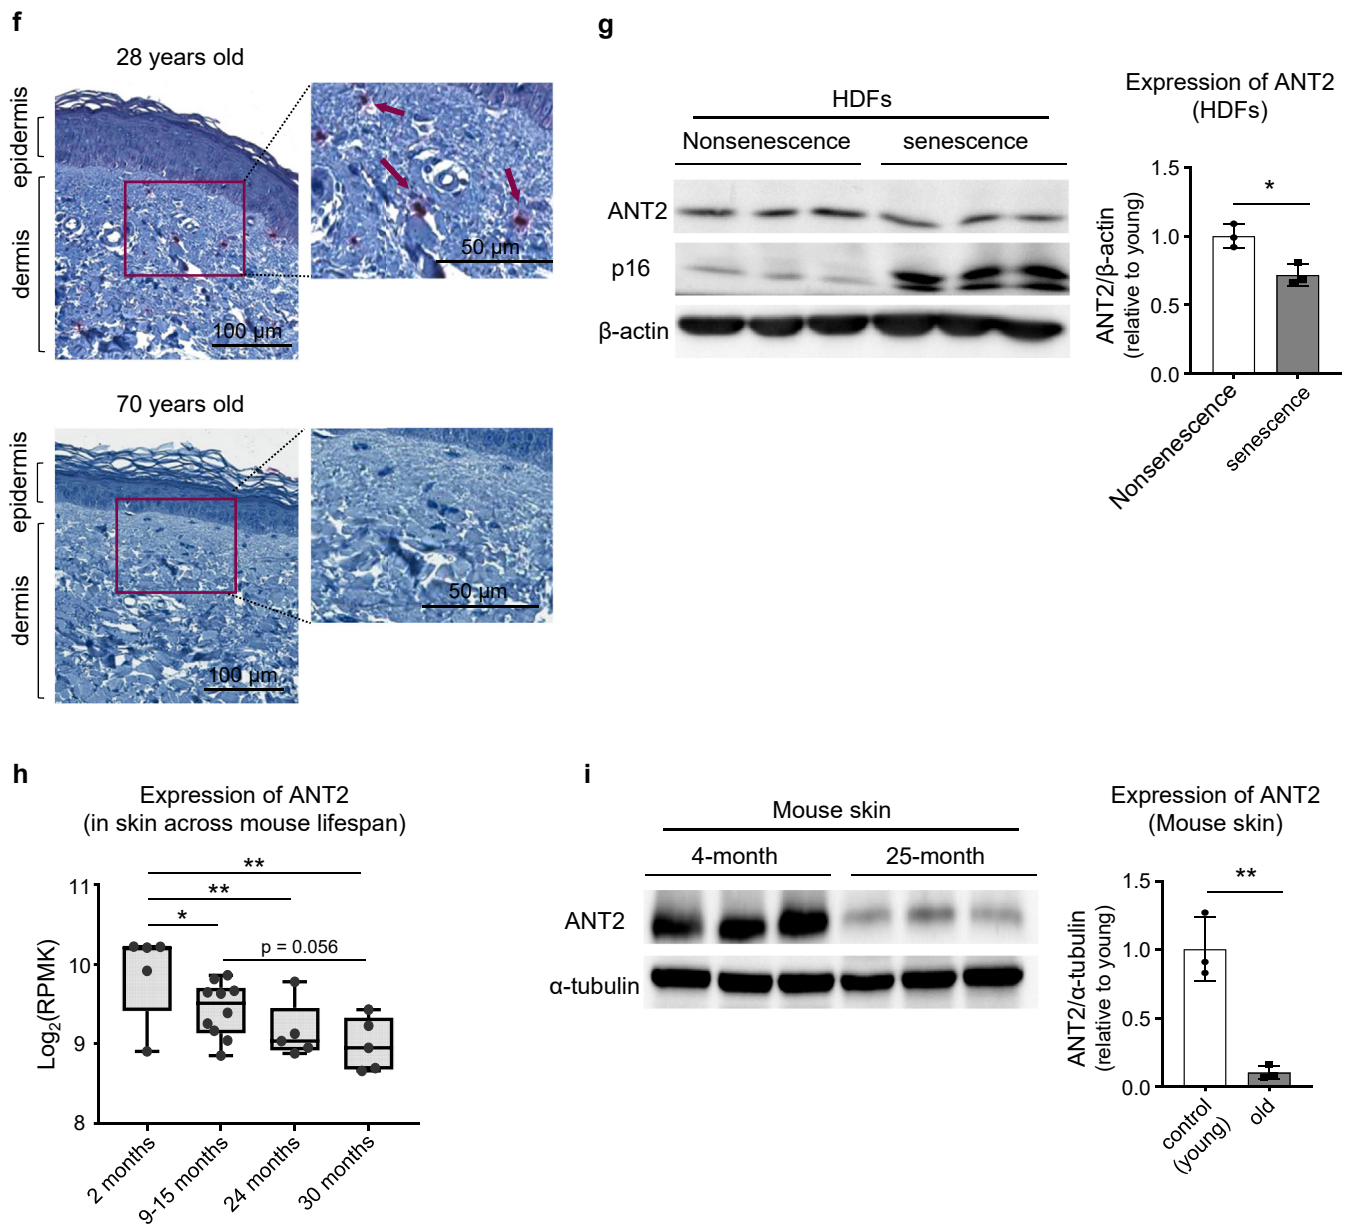 f
28 years old
epidermis
dermis
100 µm
50 µm
70 years old
epidermis
dermis
100 µm
50 µm
g
HDFs
Nonsenescence senescence
ANT2
p16
β-actin
Expression of ANT2
(HDFs)
*
ANT2/β-actin
(relative to young)
1.5
1.0
0.5
0.0
Nonsenescence
senescence
h
Expression of ANT2
(in skin across mouse lifespan)
**
**
*
p = 0.056
Log2(RPMK)
11
10
9
8
2 months
9-15 months
24 months
30 months
i
Mouse skin
4-month 25-month
ANT2
α-tubulin
Expression of ANT2
(Mouse skin)
**
ANT2/α-tubulin
(relative to young)
1.5
1.0
0.5
0.0
control
(young)
old